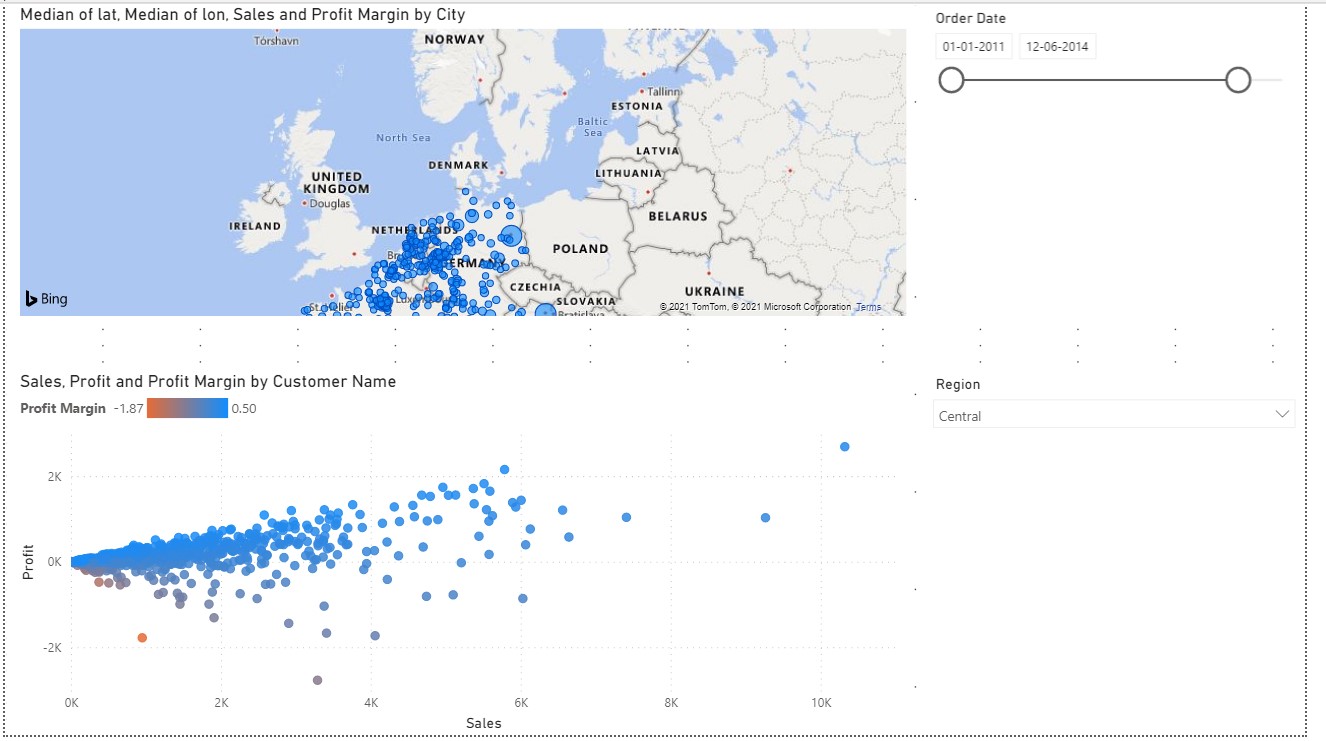 Median of lat, Median of lon, Sales and Profit Margin by City
Order Date
01-01-2011 12-06-2014
Tórshavn
NORWAY
Tallinn
ESTONIA
Baltic
Sea
North Sea
LATVIA
DENMARK
LITHUANIA
UNITED
KINGDOM
Douglas
BELARUS
IRELAND
NETHERLANDS
POLAND
CZECHIA
UKRAINE
SLOVAKIA
Bing
© 2021 TomTom, © 2021 Microsoft Corporation Terms
Sales, Profit and Profit Margin by Customer Name
Profit Margin -1.87 0.50
Region
Central
2K
0K
-2K
Profit
0K 2K 4K 6K 8K 10K
Sales